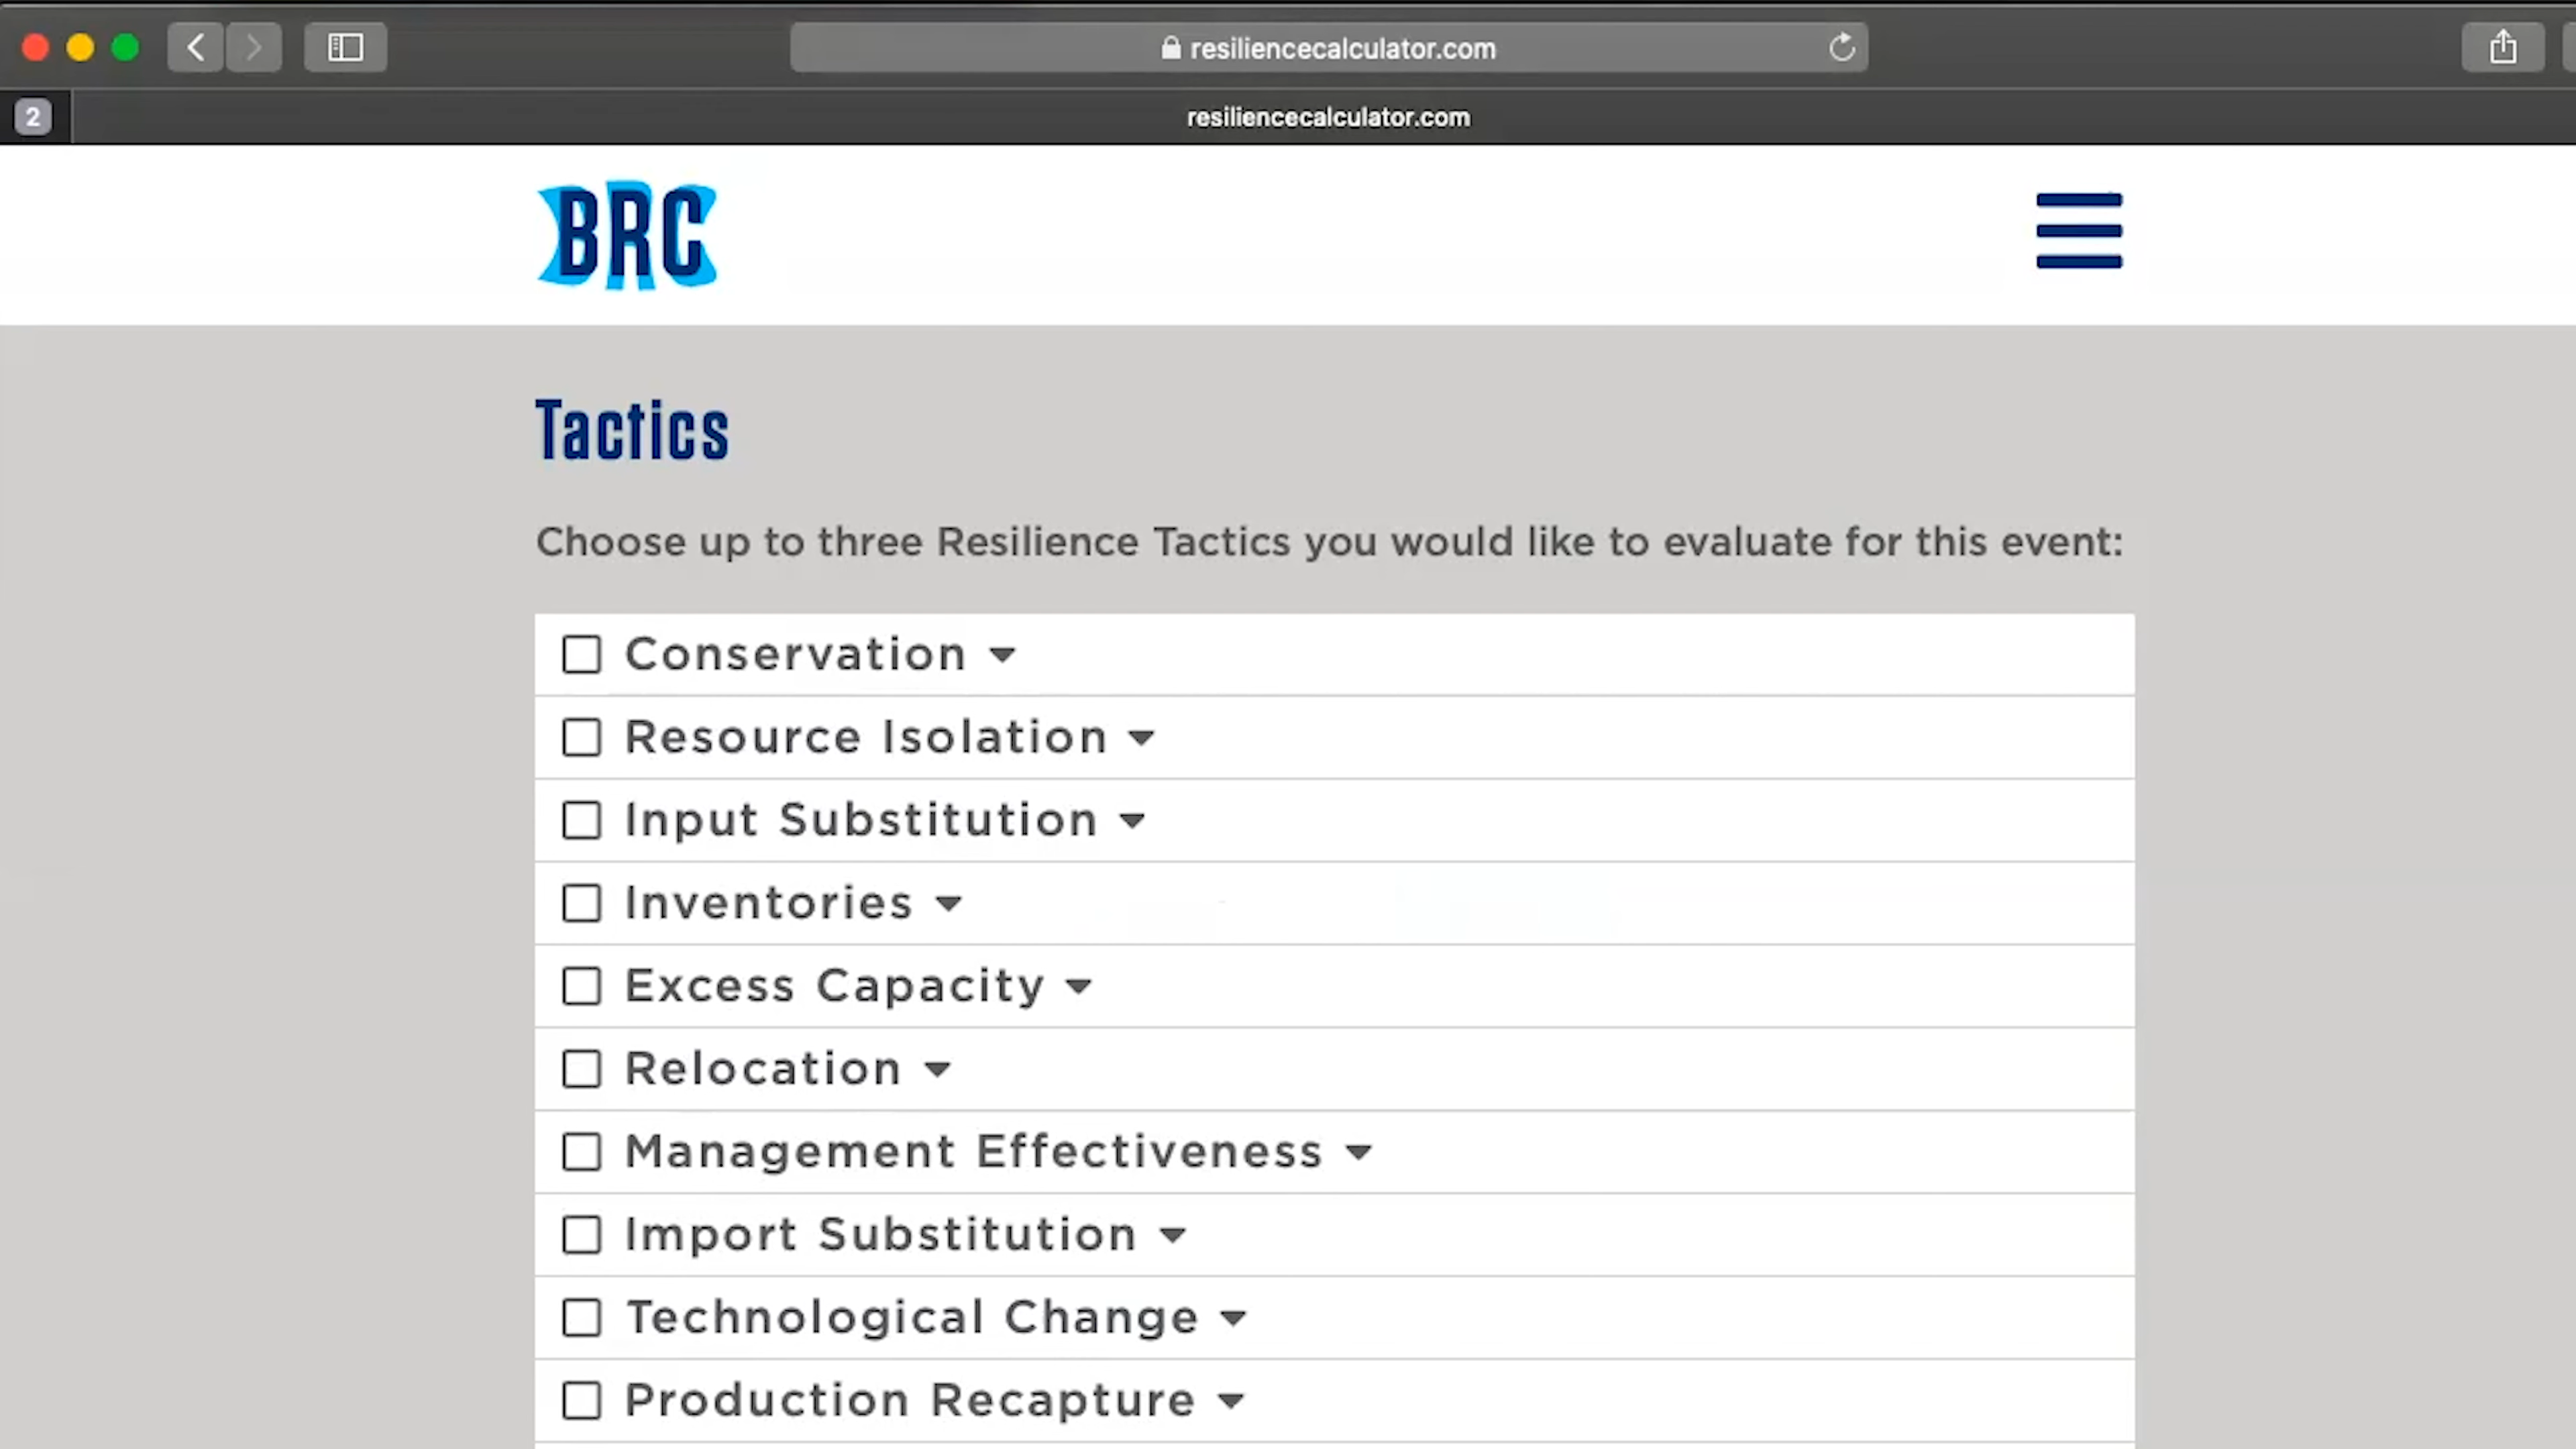 resiliencecalculator.com
2
resiliencecalculator.com
BRC
Tactics
Choose up to three Resilience Tactics you would like to evaluate for this event:
Conservation
Resource Isolation
Input Substitution
Inventories
Excess Capacity
Relocation
Management Effectiveness
Import Substitution
Technological Change
Production Recapture